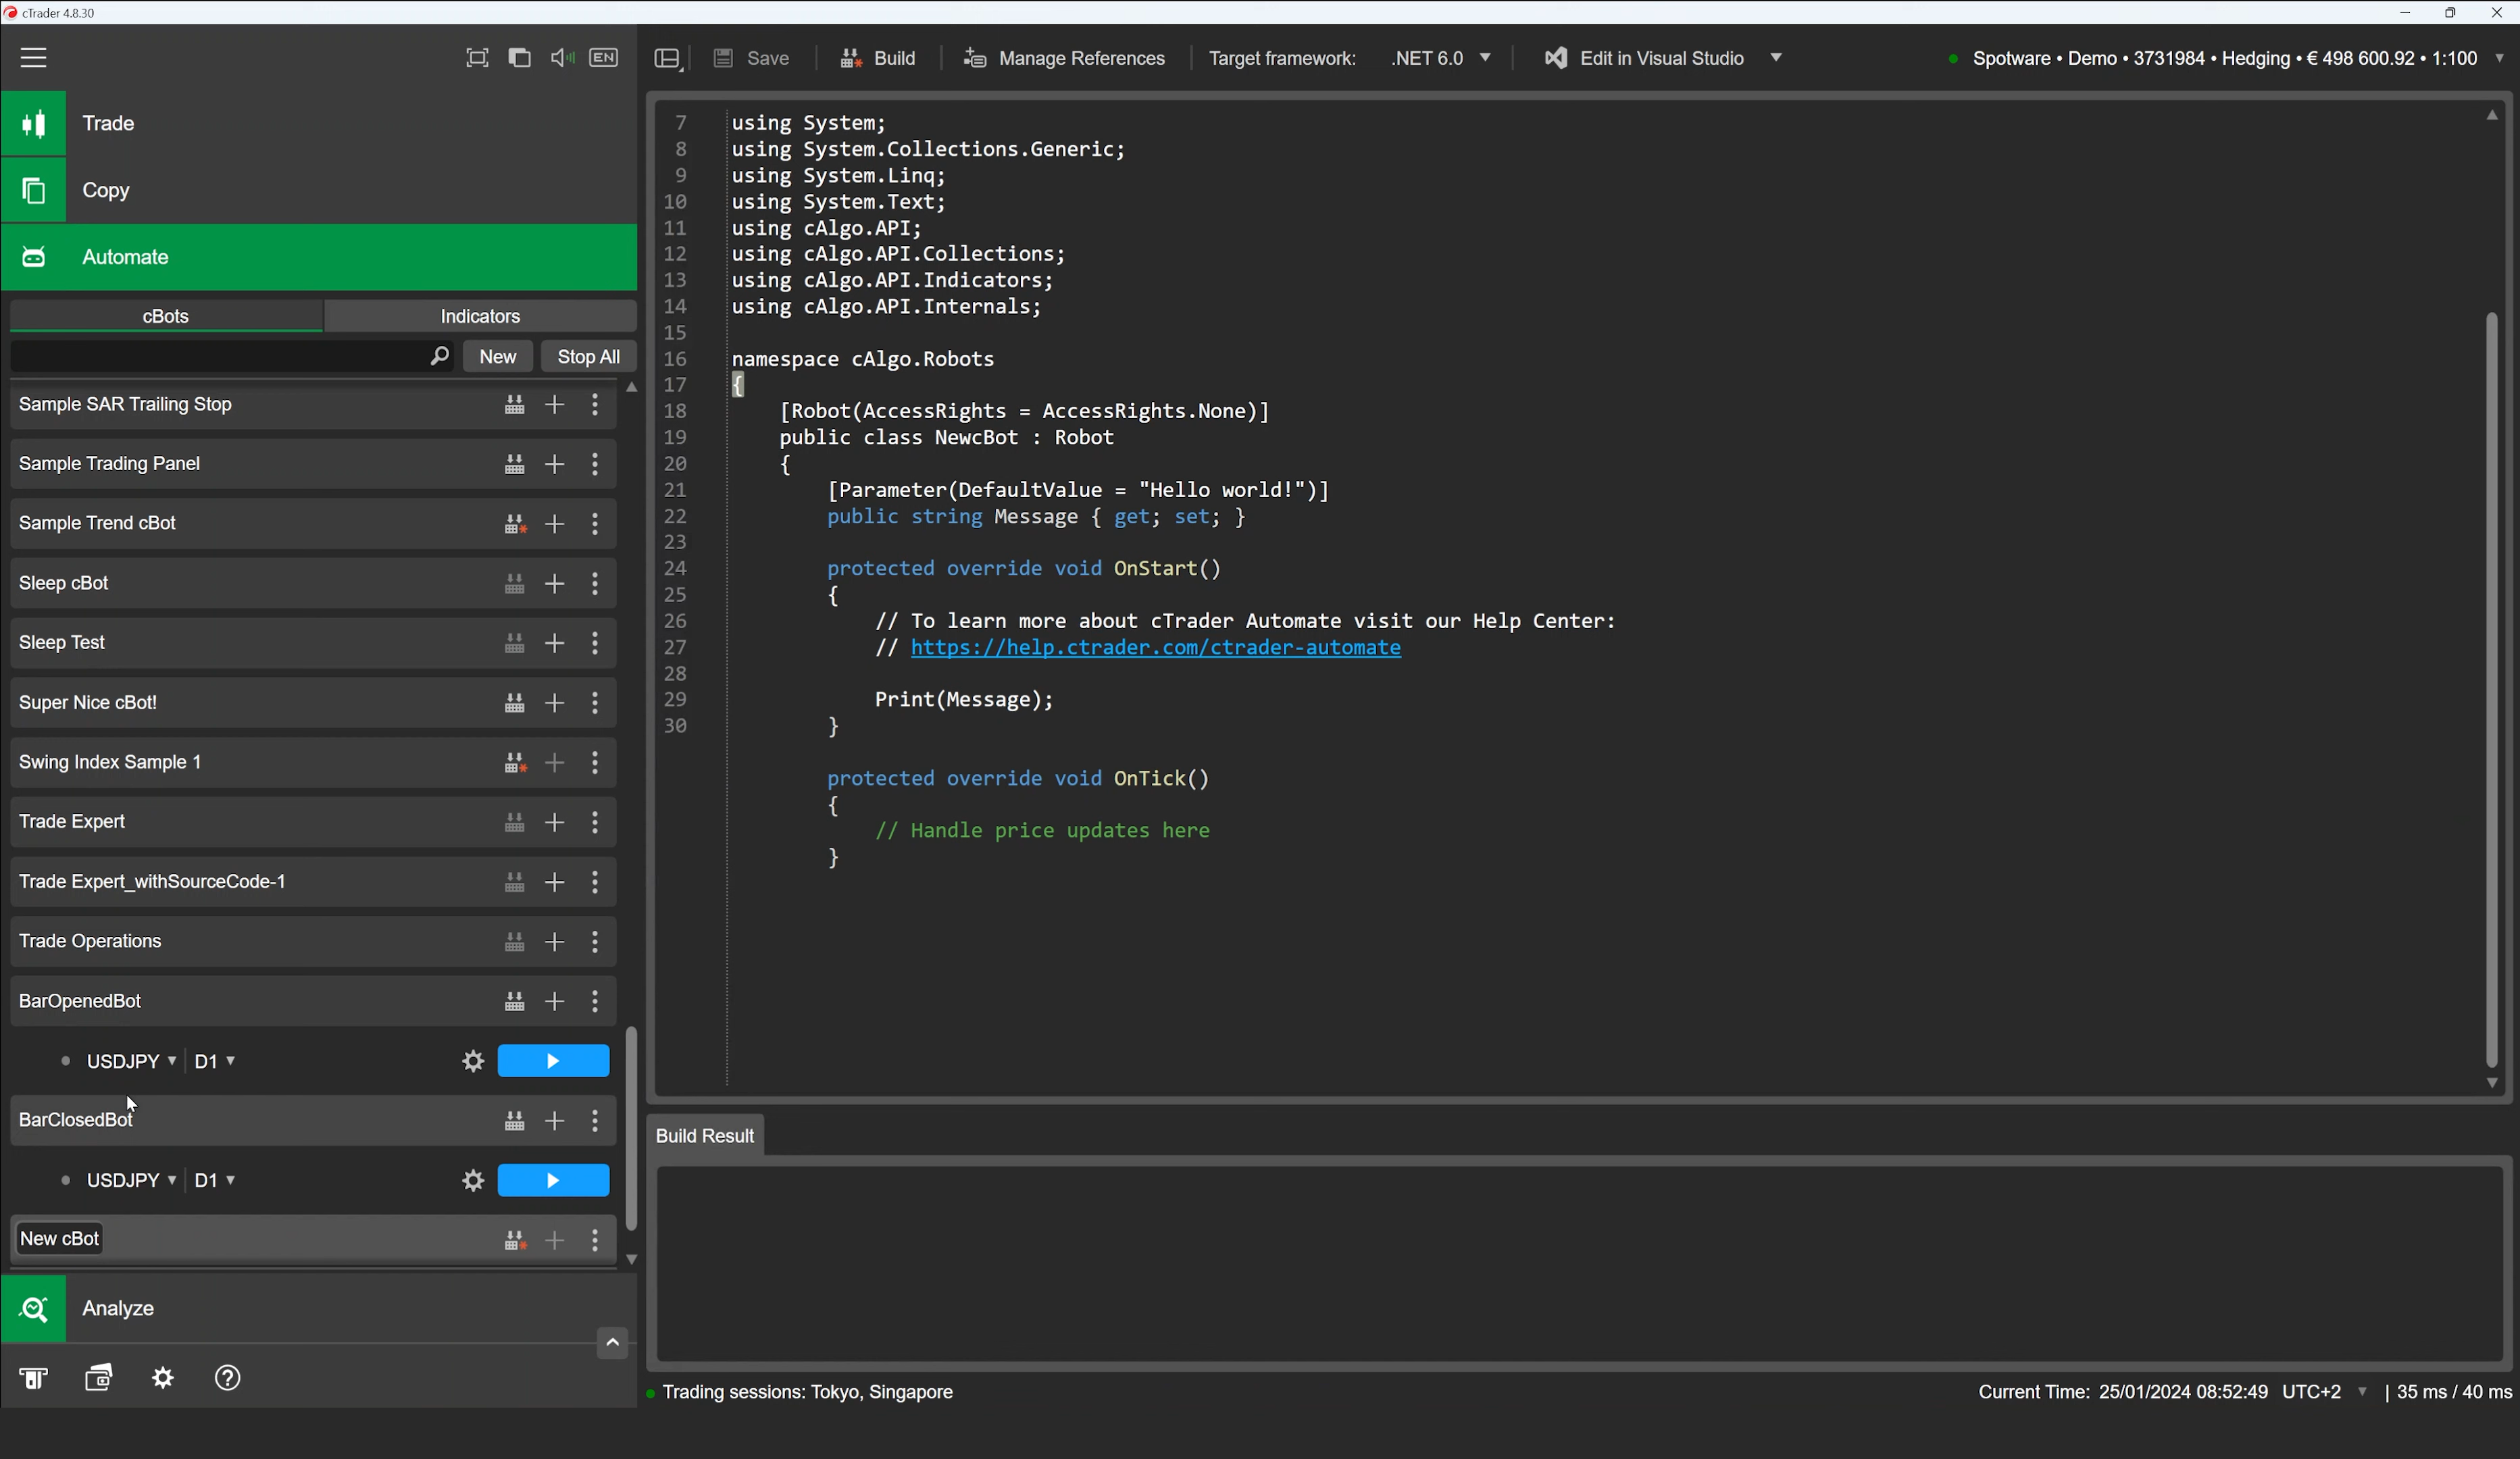 cTrader 4.8.30
EN
Save
Build
Manage References
Target framework:
.NET 6.0
Edit in Visual Studio
Spotware • Demo • 3731984 • Hedging • € 498 600.92 • 1:100
Trade
Copy
Automate
cBots
Indicators
New
Stop All
Sample SAR Trailing Stop
Sample Trading Panel
Sample Trend cBot
Sleep cBot
Sleep Test
Super Nice cBot!
Swing Index Sample 1
Trade Expert
Trade Expert_withSourceCode-1
Trade Operations
BarOpenedBot
USDJPY D1
BarClosedBot
USDJPY D1
New cBot
Analyze
7 using System;
8 using System.Collections.Generic;
9 using System.Linq;
10 using System.Text;
11 using cAlgo.API;
12 using cAlgo.API.Collections;
13 using cAlgo.API.Indicators;
14 using cAlgo.API.Internals;
15
16 namespace cAlgo.Robots
17 {
18 [Robot(AccessRights = AccessRights.None)]
19 public class NewcBot : Robot
20 {
21 [Parameter(DefaultValue = "Hello world!")]
22 public string Message { get; set; }
23
24 protected override void OnStart()
25 {
26 // To learn more about cTrader Automate visit our Help Center:
27 // https://help.ctrader.com/ctrader-automate
28
29 Print(Message);
30 }
protected override void OnTick()
{
// Handle price updates here
}
Build Result
Trading sessions: Tokyo, Singapore
Current Time: 25/01/2024 08:52:49 UTC+2 | 35 ms / 40 ms